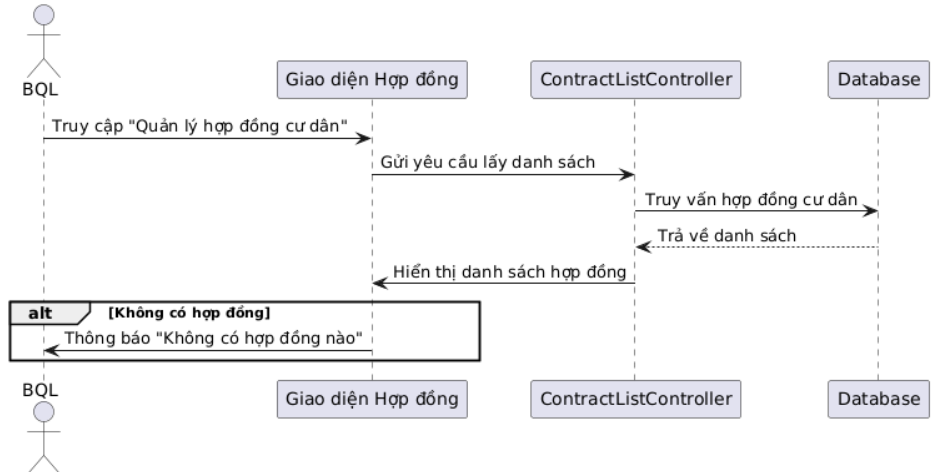 BQL
Giao diện Hợp đồng
ContractListController
Database
Truy cập "Quản lý hợp đồng cư dân"
Gửi yêu cầu lấy danh sách
Truy vấn hợp đồng cư dân
Trả về danh sách
Hiển thị danh sách hợp đồng
alt [Không có hợp đồng]
Thông báo "Không có hợp đồng nào"
BQL
Giao diện Hợp đồng
ContractListController
Database